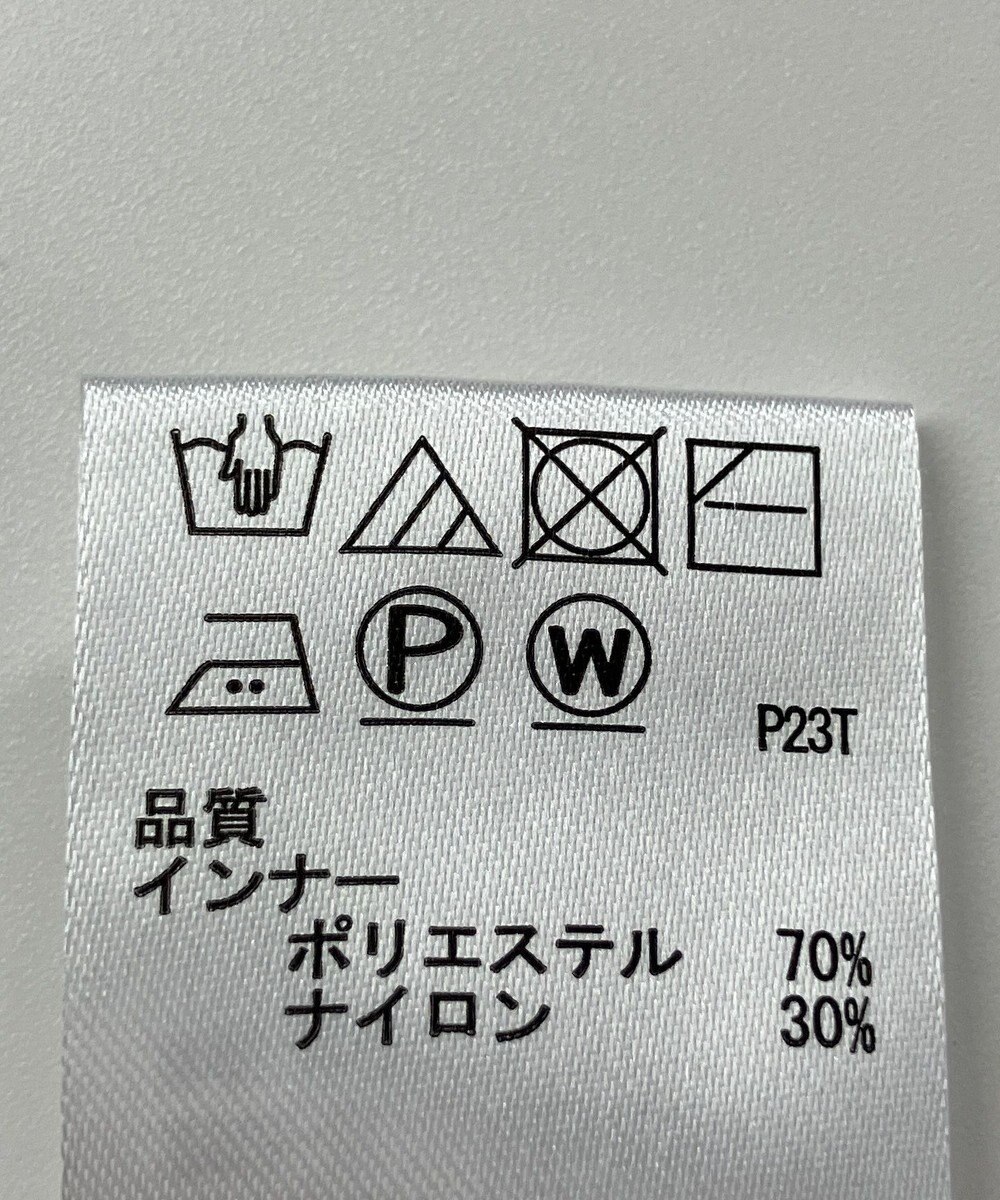 P W
P23T
品質
インナー
ポリエステル 70%
ナイロン 30%